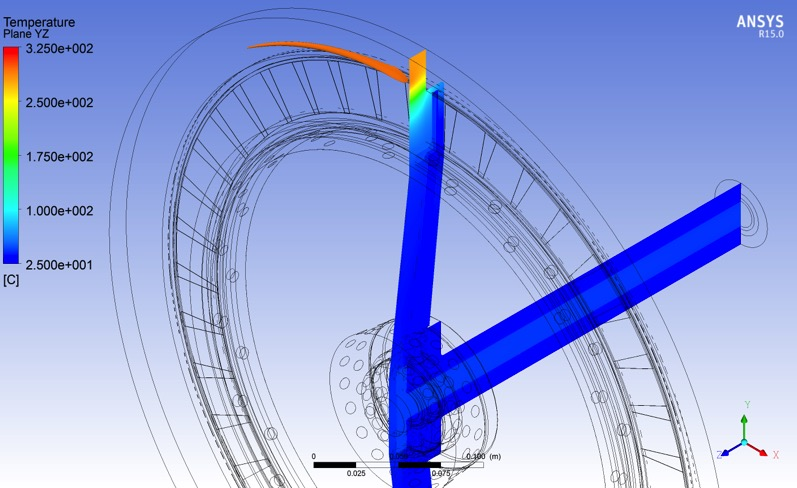 Temperature
Plane YZ
3.250e+002
2.500e+002
1.750e+002
1.000e+002
2.500e+001
[C]
ANSYS
R15.0
Y
Z
X
0
0.100
(m)
0.025
0.075